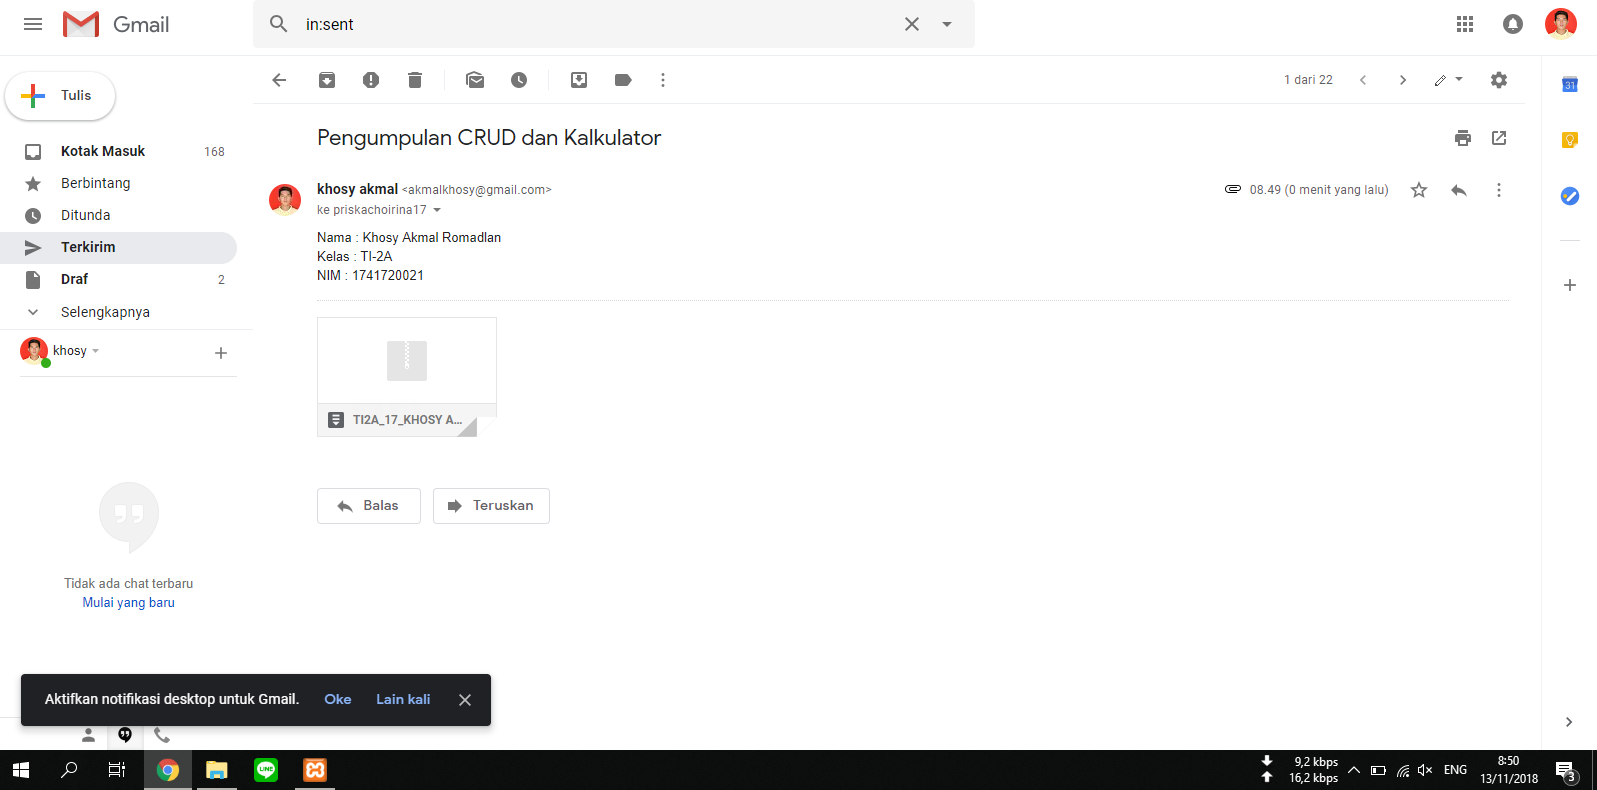 Gmail
in:sent
Tulis
1 dari 22
31
Kotak Masuk 168
Berbintang
Ditunda
Terkirim
Draf 2
Selengkapnya
khosy
Tidak ada chat terbaru
Mulai yang baru
Pengumpulan CRUD dan Kalkulator
khosy akmal <akmalkhosy@gmail.com>
08.49 (0 menit yang lalu)
ke priskachoirina17
Nama : Khosy Akmal Romadlan
Kelas : TI-2A
NIM : 1741720021
TI2A_17_KHOSY A...
Balas
Teruskan
Aktifkan notifikasi desktop untuk Gmail. Oke Lain kali
LINE
9,2 kbps
16,2 kbps
ENG
8:50
13/11/2018
3